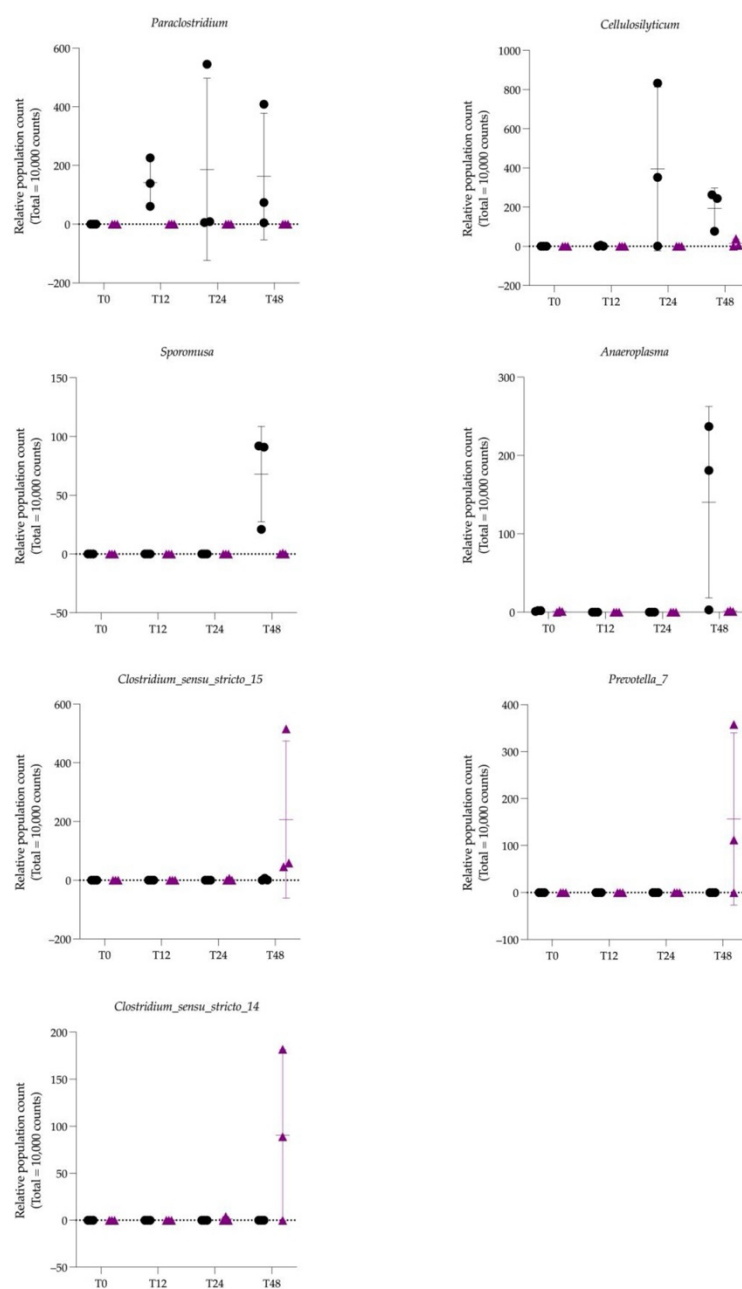 Paraclostridium
Relative population count
(Total = 10,000 counts)
600
400
200
0
−200
T0 T12 T24 T48
Cellulosilyticum
Relative population count
(Total = 10,000 counts)
1000
800
600
400
200
0
−200
T0 T12 T24 T48
Sporomusa
Relative population count
(Total = 10,000 counts)
150
100
50
0
−50
T0 T12 T24 T48
Anaeroplasma
Relative population count
(Total = 10,000 counts)
300
200
100
0
T0 T12 T24 T48
Clostridium_sensu_stricto_15
Relative population count
(Total = 10,000 counts)
600
400
200
0
−200
T0 T12 T24 T48
Prevotella_7
Relative population count
(Total = 10,000 counts)
400
300
200
100
0
−100
T0 T12 T24 T48
Clostridium_sensu_stricto_14
Relative population count
(Total = 10,000 counts)
200
150
100
50
0
−50
T0 T12 T24 T48